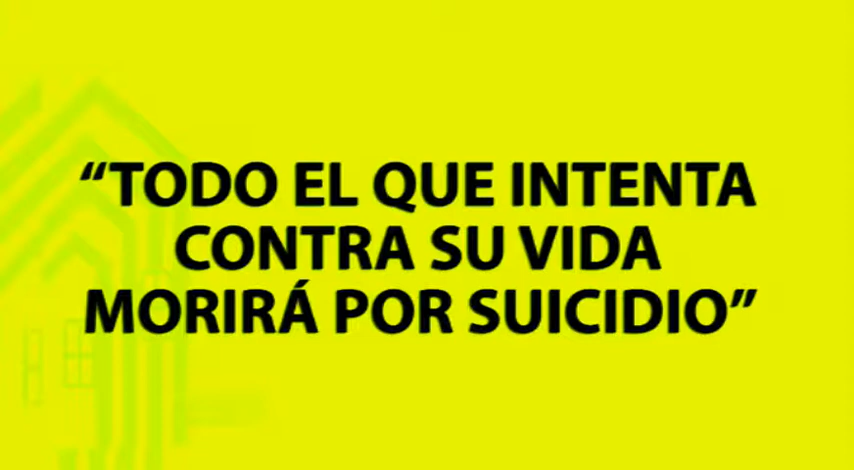 “TODO EL QUE INTENTA
CONTRA SU VIDA
MORIRÁ POR SUICIDIO”